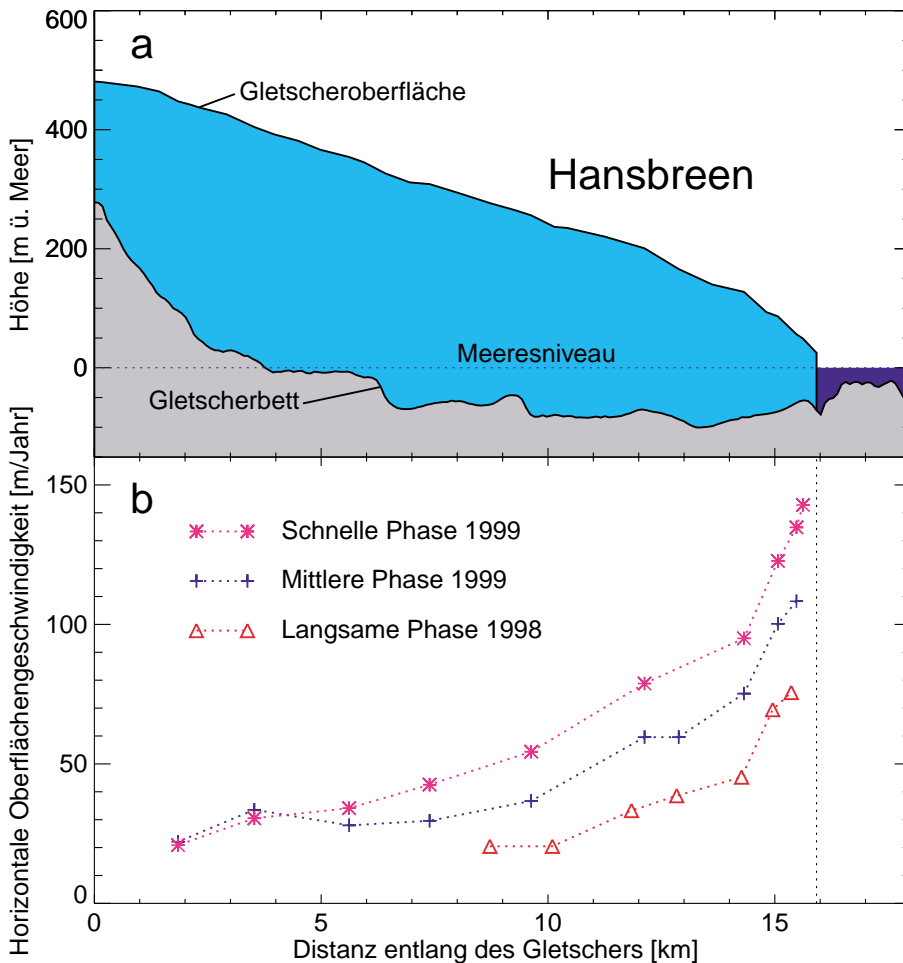 a
600
400
200
0
Höhe [m ü. Meer]
Gletscheroberfläche
Hansbreen
Meeresniveau
Gletscherbett
b
150
100
50
0
Horizontale Oberflächengeschwindigkeit [m/Jahr]
Schnelle Phase 1999
Mittlere Phase 1999
Langsame Phase 1998
0 5 10 15
Distanz entlang des Gletschers [km]